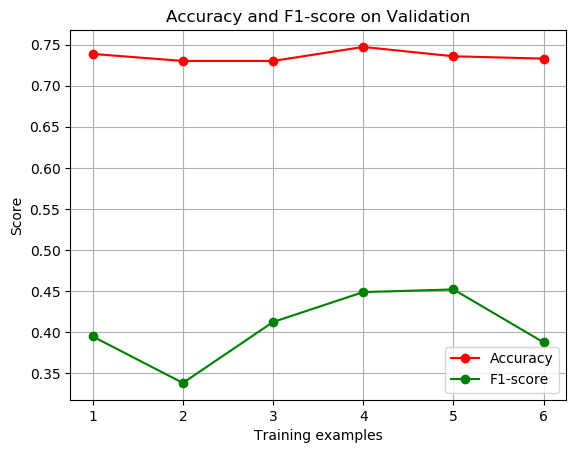 Accuracy and F1-score on Validation
0.75
0.70
0.65
0.60
0.55
0.50
0.45
0.40
0.35
Score
Accuracy
F1-score
1 2 3 4 5 6
Training examples